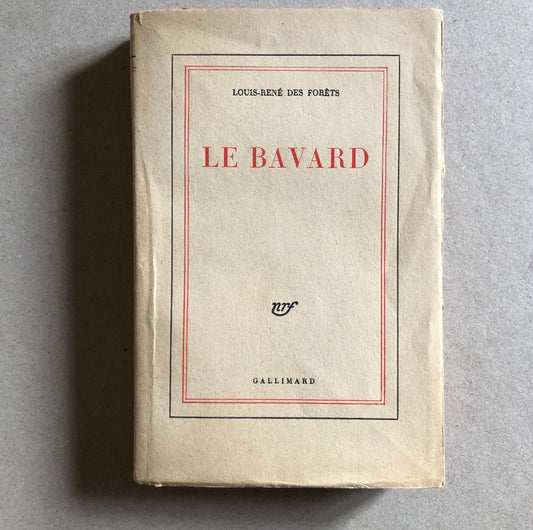 LOUIS-RENÉ DES FORÊTS
LE BAVARD
nrf
GALLIMARD